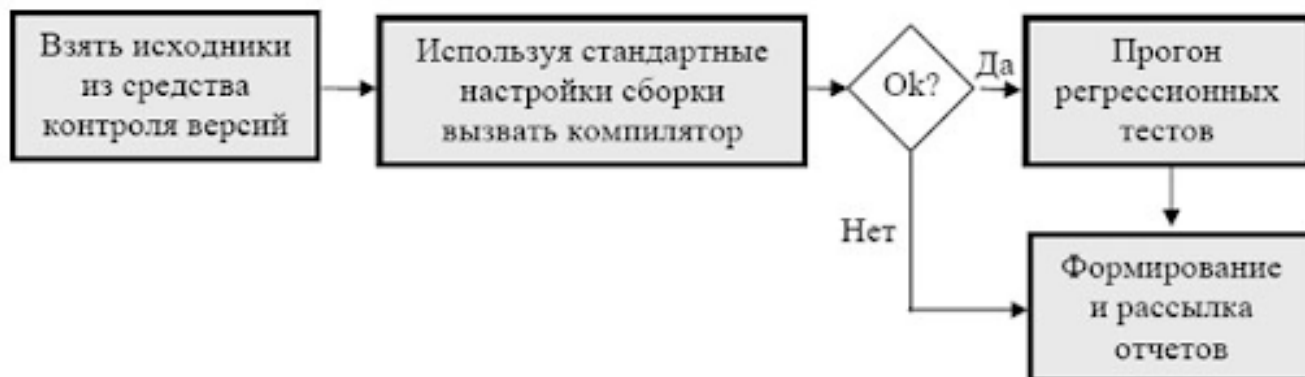 Взять исходники
из средства
контроля версий
Используя стандартные
настройки сборки
вызвать компилятор
Ok?
Да
Прогон
регрессионных
тестов
Нет
Формирование
и рассылка
отчетов